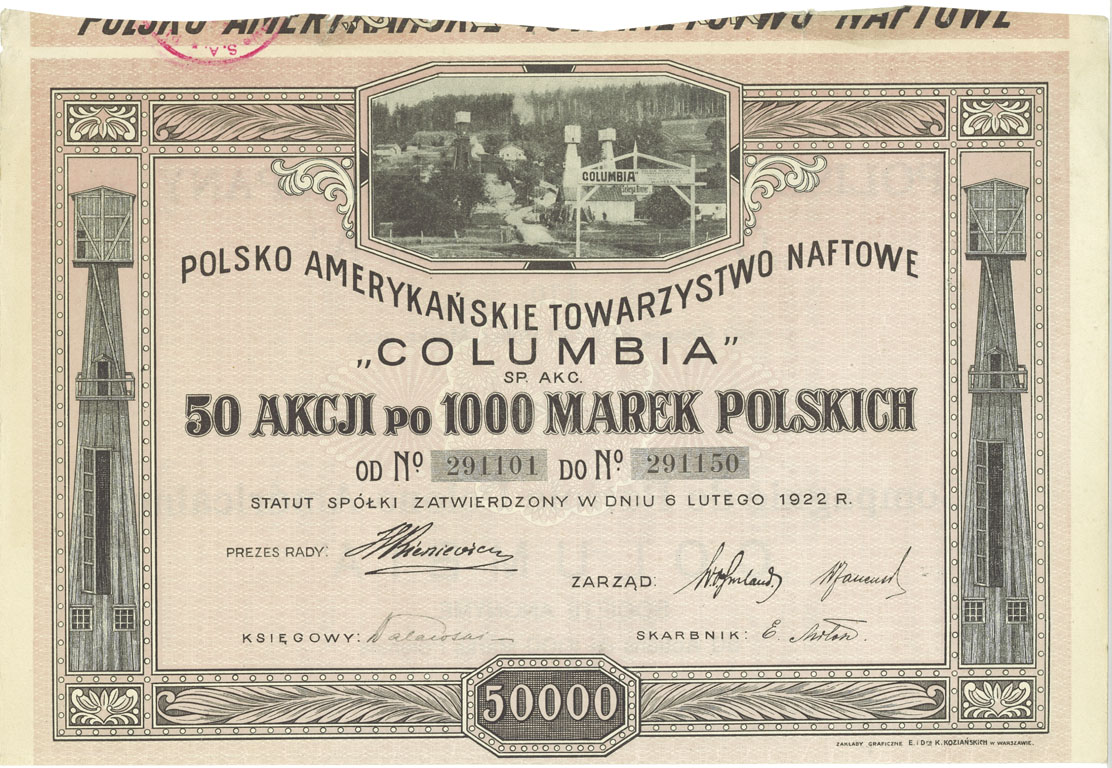 POLSKO AMERYKAŃSKIE TOWARZYSTWO NAFTOWE
S.A.
"COLUMBIA"
POLSKO AMERYKAŃSKIE TOWARZYSTWO NAFTOWE
„COLUMBIA”
SP. AKC.
50 AKCJI po 1000 MAREK POLSKICH
OD Nº 291101 DO Nº 291150
STATUT SPÓŁKI ZATWIERDZONY W DNIU 6 LUTEGO 1922 R.
PREZES RADY:
ZARZĄD:
KSIĘGOWY:
SKARBNIK: E.
50000
ZAKŁADY GRAFICZNE E. i Dra K. KOZIAŃSKICH w WARSZAWIE.